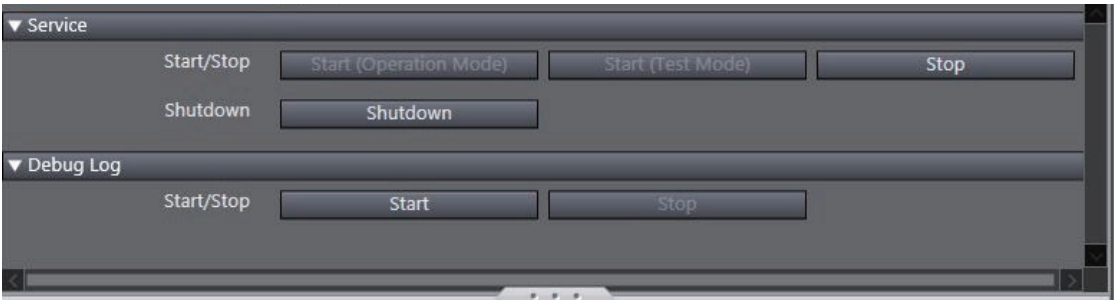 Service
Start/Stop Start (Operation Mode) Start (Test Mode) Stop
Shutdown Shutdown
Debug Log
Start/Stop Start Stop